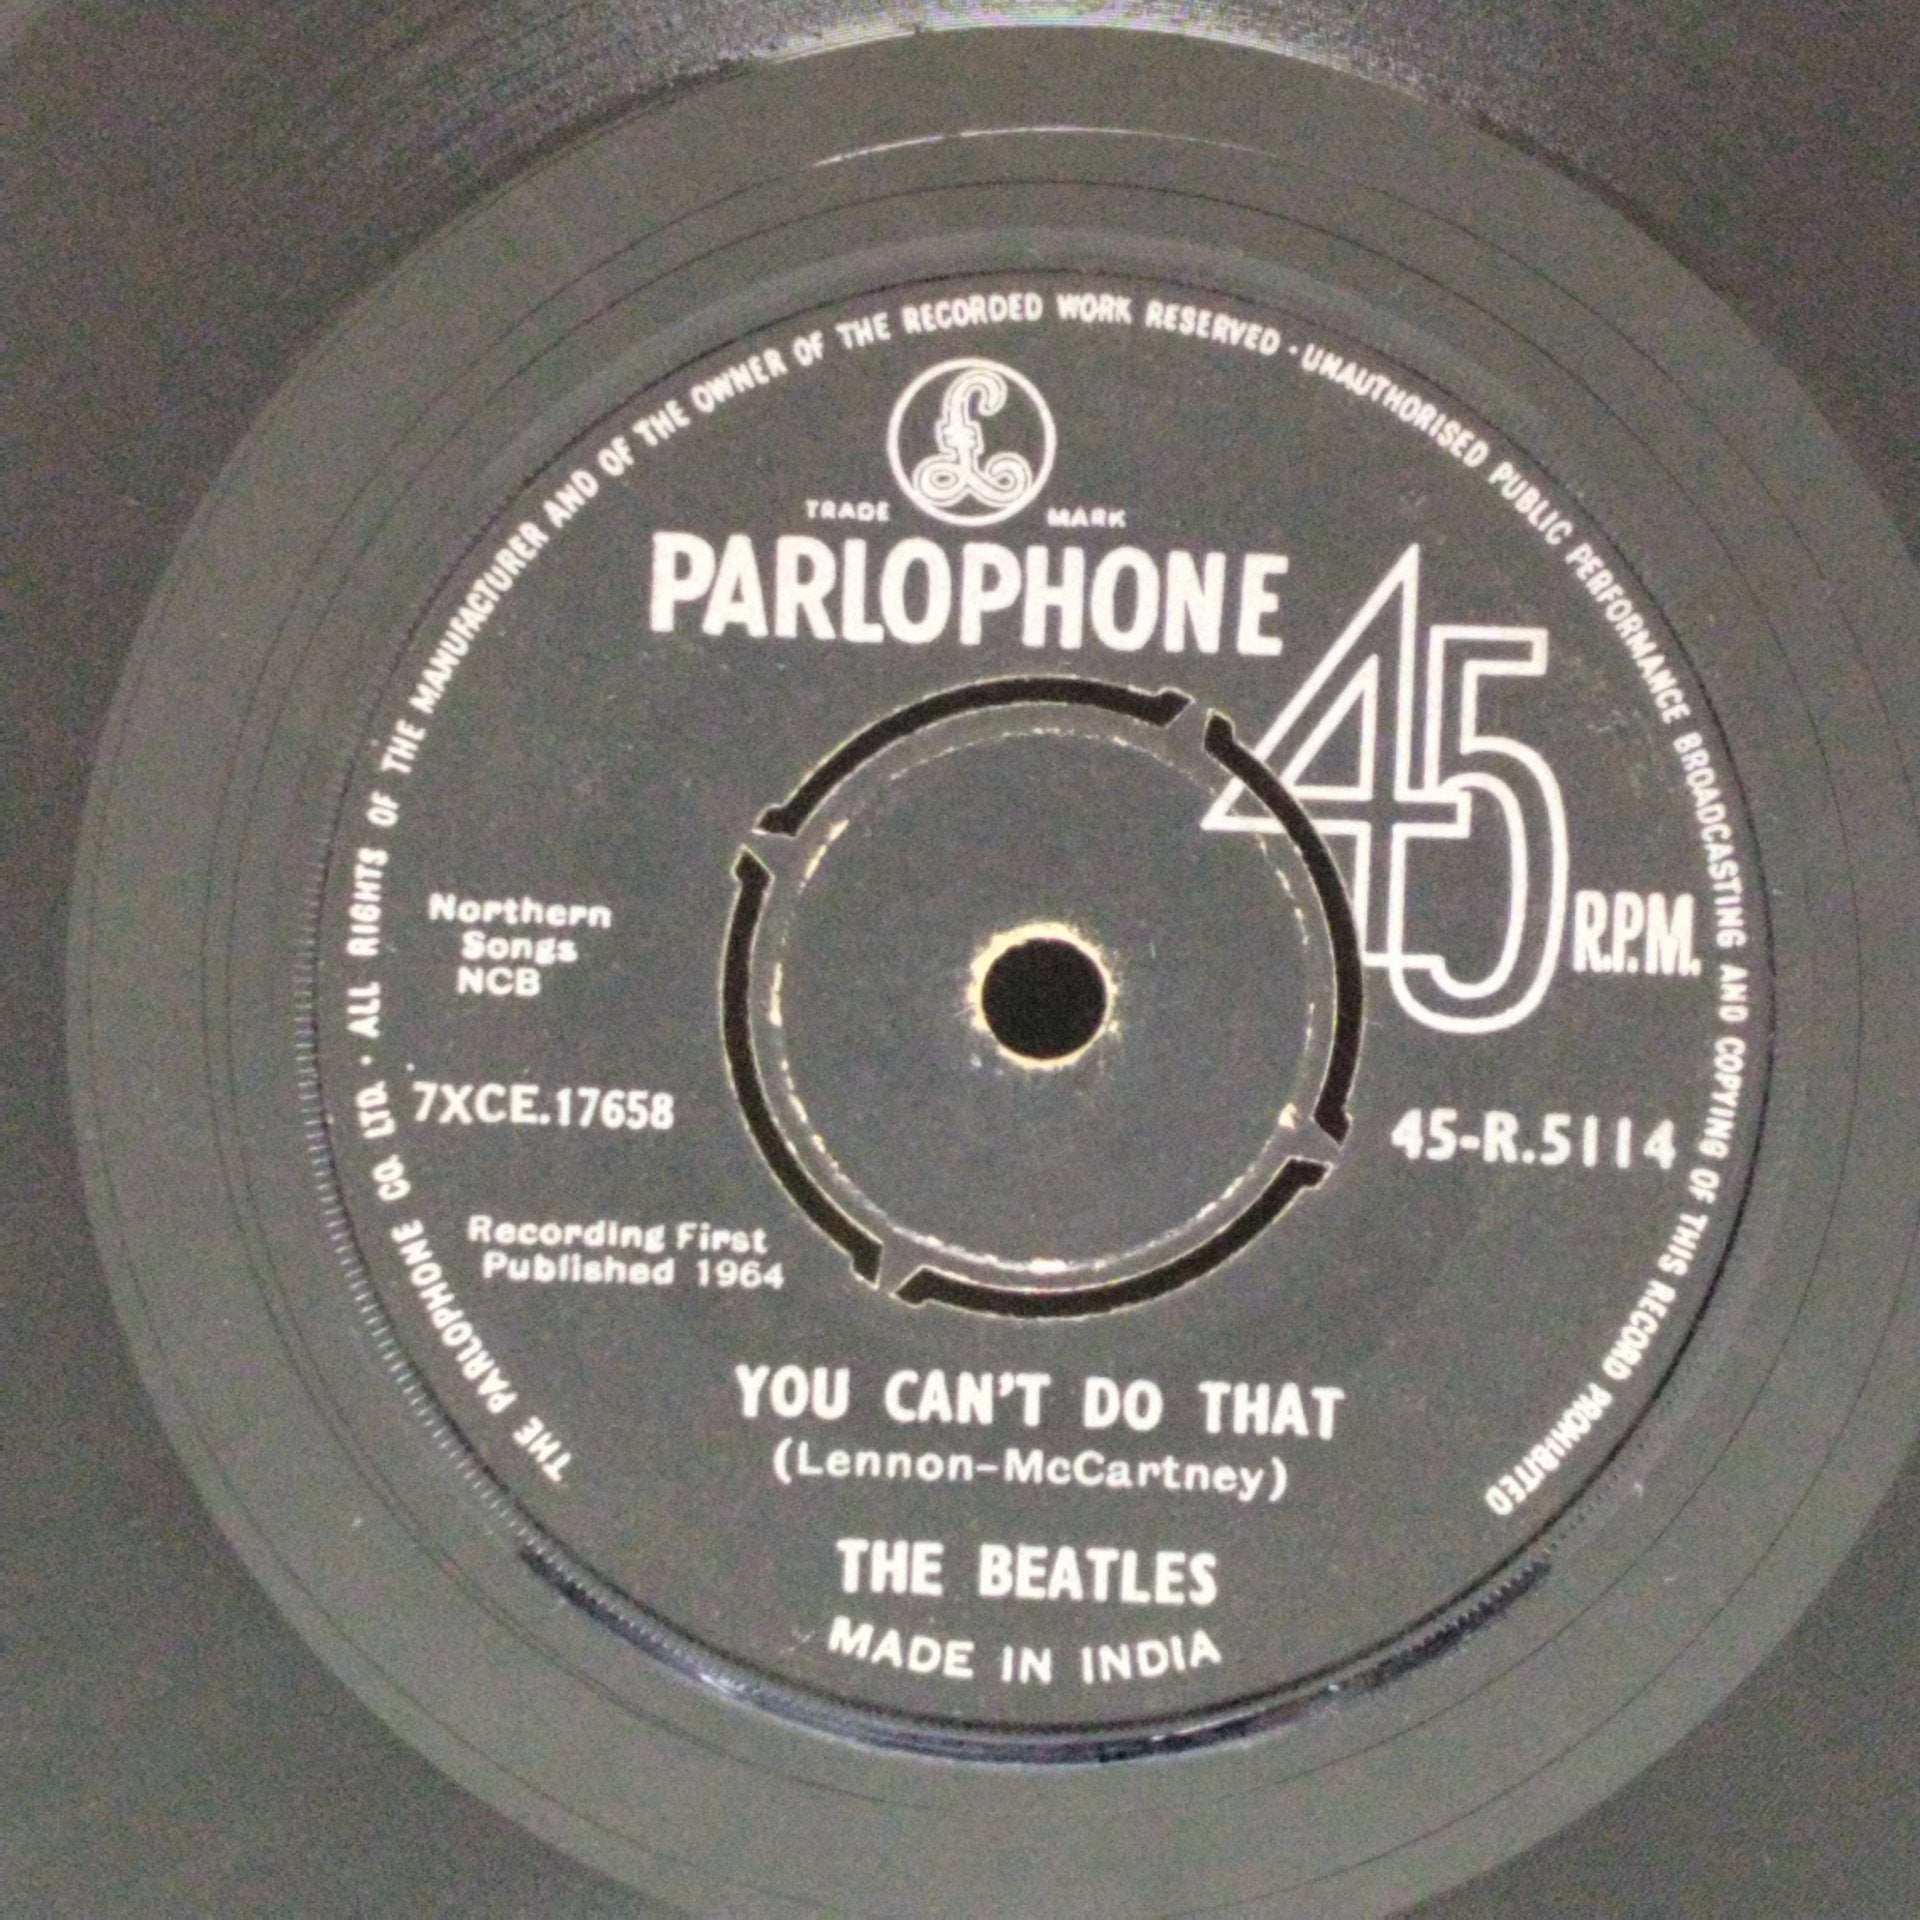 THE PARLOPHONE CO. LTD. · ALL RIGHTS OF THE MANUFACTURER AND OF THE OWNER OF THE RECORDED WORK RESERVED · UNAUTHORISED PUBLIC PERFORMANCE BROADCASTING AND COPYING OF THIS RECORD PROHIBITED
£
TRADE MARK
PARLOPHONE
45
R.P.M.
Northern
Songs
NCB
7XCE.17658
45-R.5114
Recording First
Published 1964
YOU CAN'T DO THAT
(Lennon-McCartney)
THE BEATLES
MADE IN INDIA